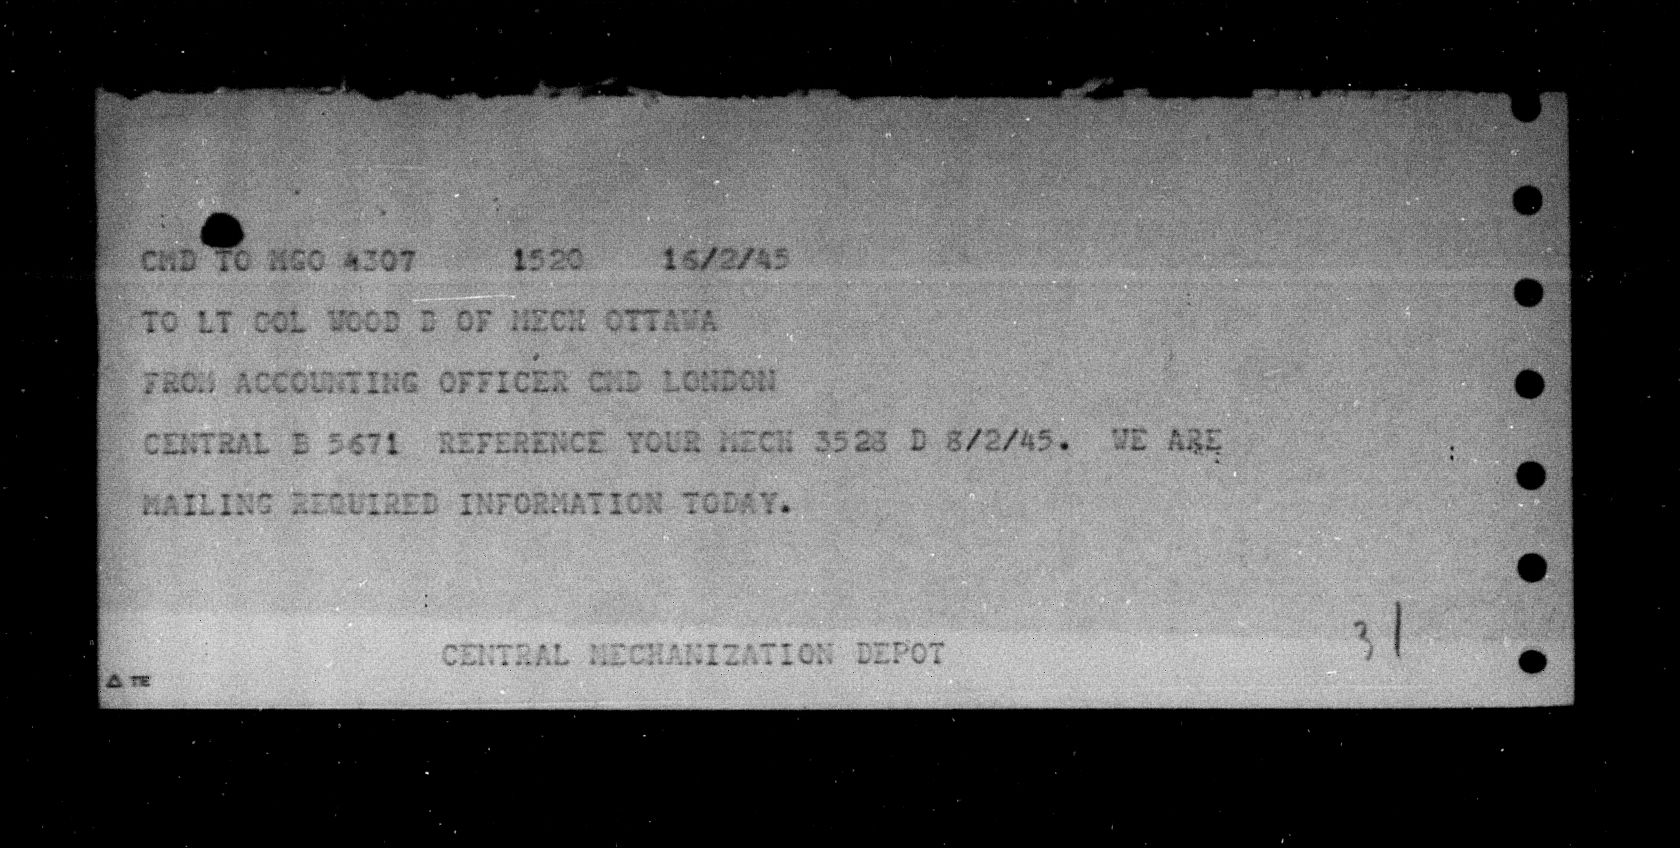 CMD TO MGO 4307 1520 16/2/45
TO LT COL WOOD D OF MECH OTTAWA
FROM ACCOUNTING OFFICER CMD LONDON
CENTRAL B 5671 REFERENCE YOUR MECH 3528 D 8/2/45. WE ARE
MAILING REQUIRED INFORMATION TODAY.
CENTRAL MECHANIZATION DEPOT
31
△ TE